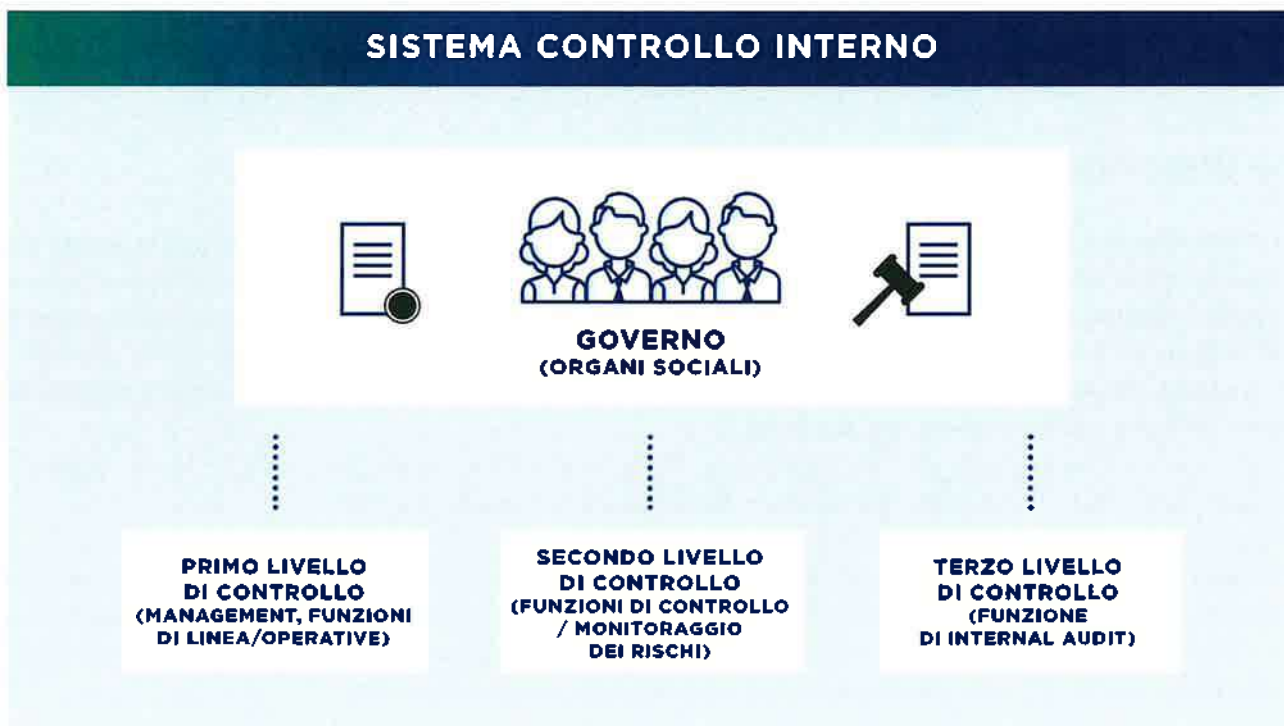 SISTEMA CONTROLLO INTERNO
GOVERNO
(ORGANI SOCIALI)
PRIMO LIVELLO
DI CONTROLLO
(MANAGEMENT, FUNZIONI
DI LINEA/OPERATIVE)
SECONDO LIVELLO
DI CONTROLLO
(FUNZIONI DI CONTROLLO
/ MONITORAGGIO
DEI RISCHI)
TERZO LIVELLO
DI CONTROLLO
(FUNZIONE
DI INTERNAL AUDIT)